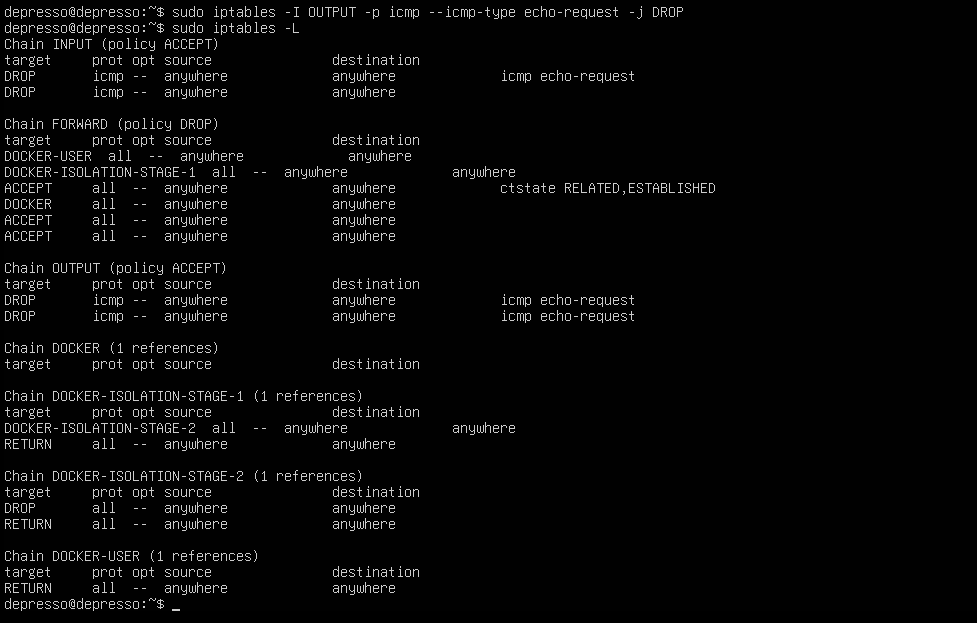 depresso@depresso:~$ sudo iptables -I OUTPUT -p icmp --icmp-type echo-request -j DROP
depresso@depresso:~$ sudo iptables -L
Chain INPUT (policy ACCEPT)
target     prot opt source               destination
DROP       icmp --  anywhere             anywhere             icmp echo-request
DROP       icmp --  anywhere             anywhere

Chain FORWARD (policy DROP)
target     prot opt source               destination
DOCKER-USER  all  --  anywhere             anywhere
DOCKER-ISOLATION-STAGE-1  all  --  anywhere             anywhere
ACCEPT     all  --  anywhere             anywhere             ctstate RELATED,ESTABLISHED
DOCKER     all  --  anywhere             anywhere
ACCEPT     all  --  anywhere             anywhere
ACCEPT     all  --  anywhere             anywhere

Chain OUTPUT (policy ACCEPT)
target     prot opt source               destination
DROP       icmp --  anywhere             anywhere             icmp echo-request
DROP       icmp --  anywhere             anywhere             icmp echo-request

Chain DOCKER (1 references)
target     prot opt source               destination

Chain DOCKER-ISOLATION-STAGE-1 (1 references)
target     prot opt source               destination
DOCKER-ISOLATION-STAGE-2  all  --  anywhere             anywhere
RETURN     all  --  anywhere             anywhere

Chain DOCKER-ISOLATION-STAGE-2 (1 references)
target     prot opt source               destination
DROP       all  --  anywhere             anywhere
RETURN     all  --  anywhere             anywhere

Chain DOCKER-USER (1 references)
target     prot opt source               destination
RETURN     all  --  anywhere             anywhere
depresso@depresso:~$ _